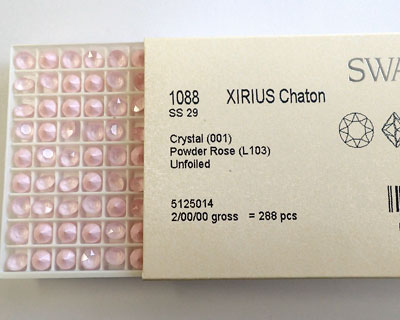 SWA
1088 XIRIUS Chaton
SS 29
Crystal (001)
Powder Rose (L103)
Unfoiled
5125014
2/00/00 gross = 288 pcs